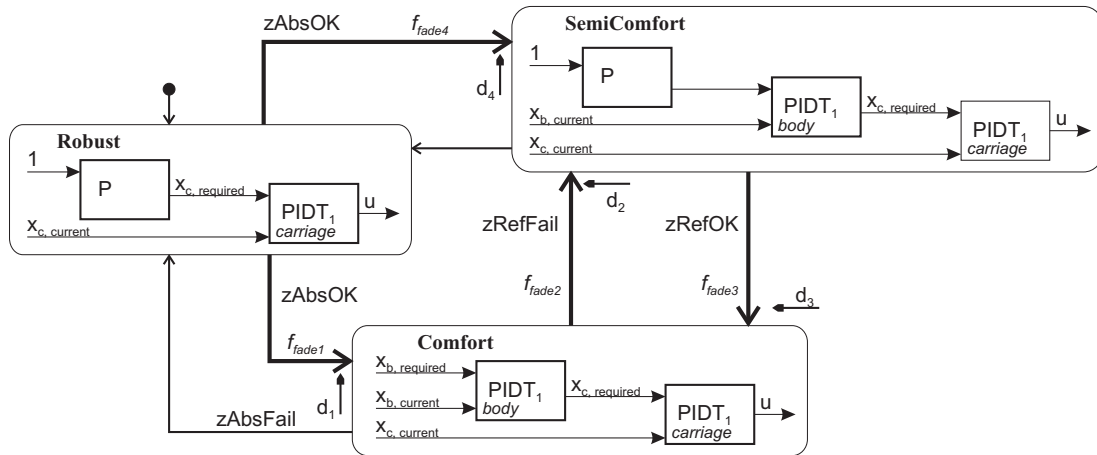 zAbsOK
f_fade4
d_4
SemiComfort
1
P
PIDT_1
body
x_b, current
x_c, required
PIDT_1
carriage
u
x_c, current
Robust
1
P
x_c, required
PIDT_1
carriage
u
x_c, current
d_2
zRefFail
zRefOK
zAbsOK
f_fade2
f_fade3
d_3
f_fade1
d_1
zAbsFail
Comfort
x_b, required
PIDT_1
body
x_c, required
x_b, current
PIDT_1
carriage
u
x_c, current